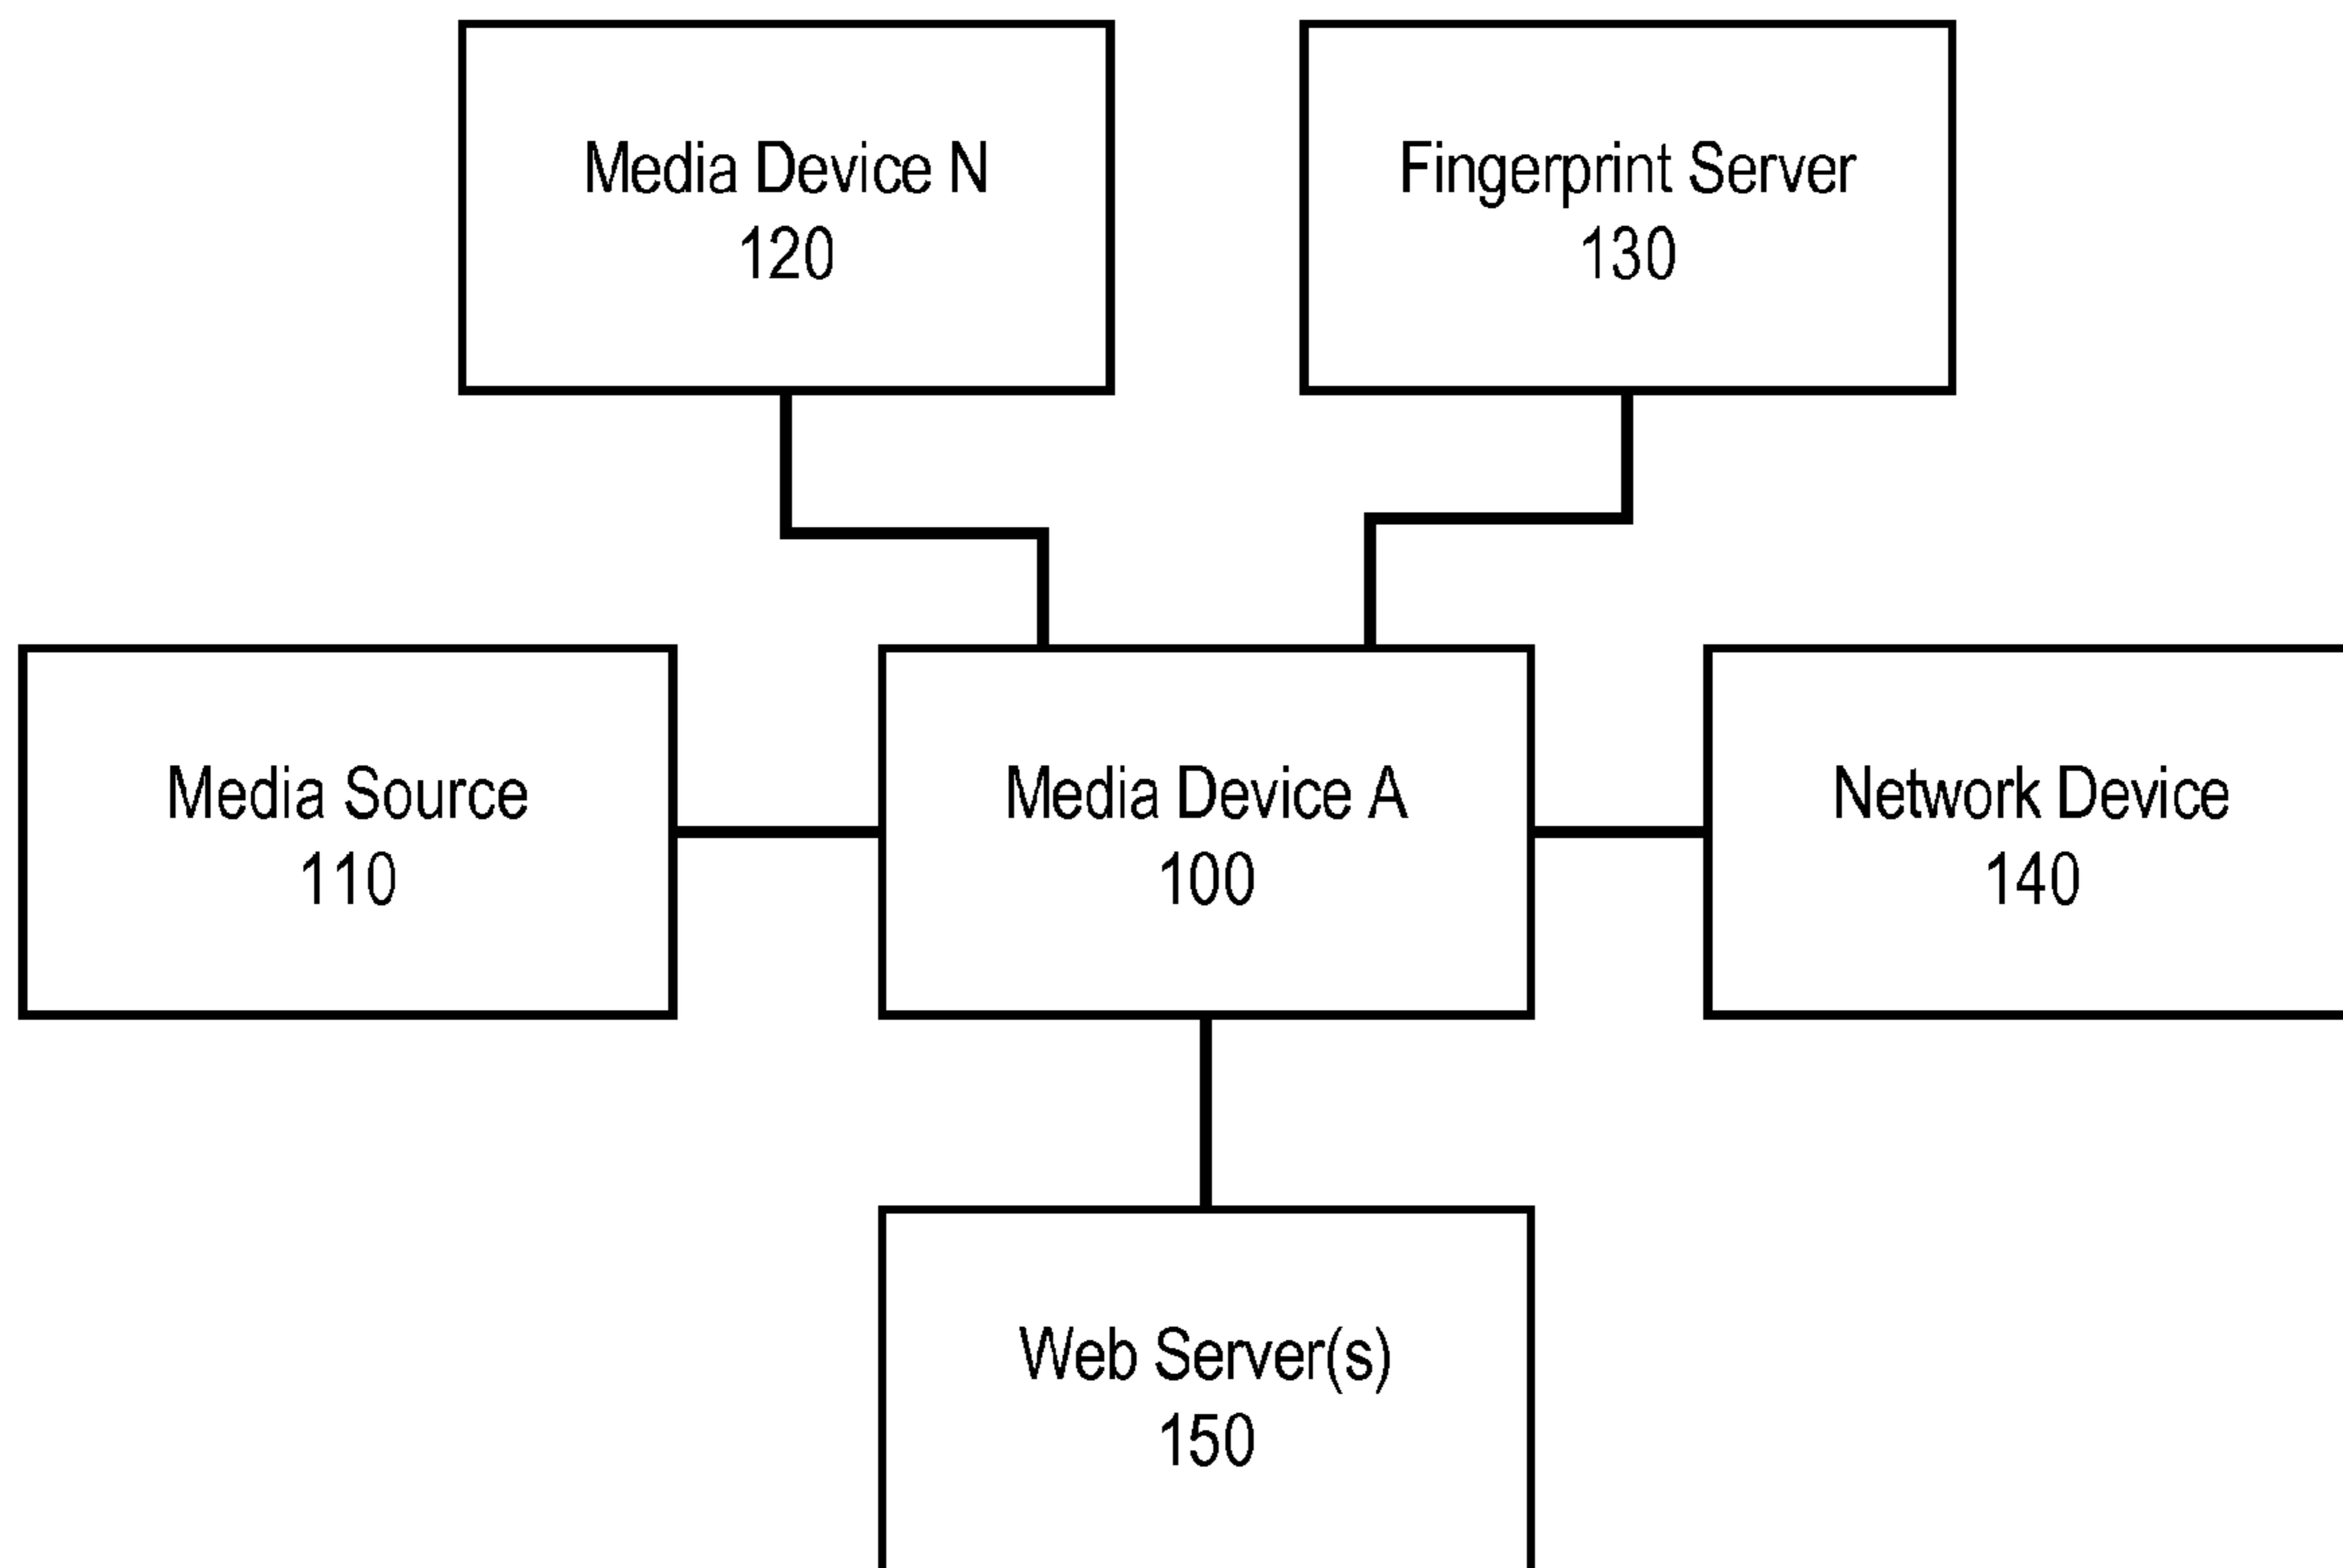 Media Device N
120
Fingerprint Server
130
Media Source
110
Media Device A
100
Network Device
140
Web Server(s)
150